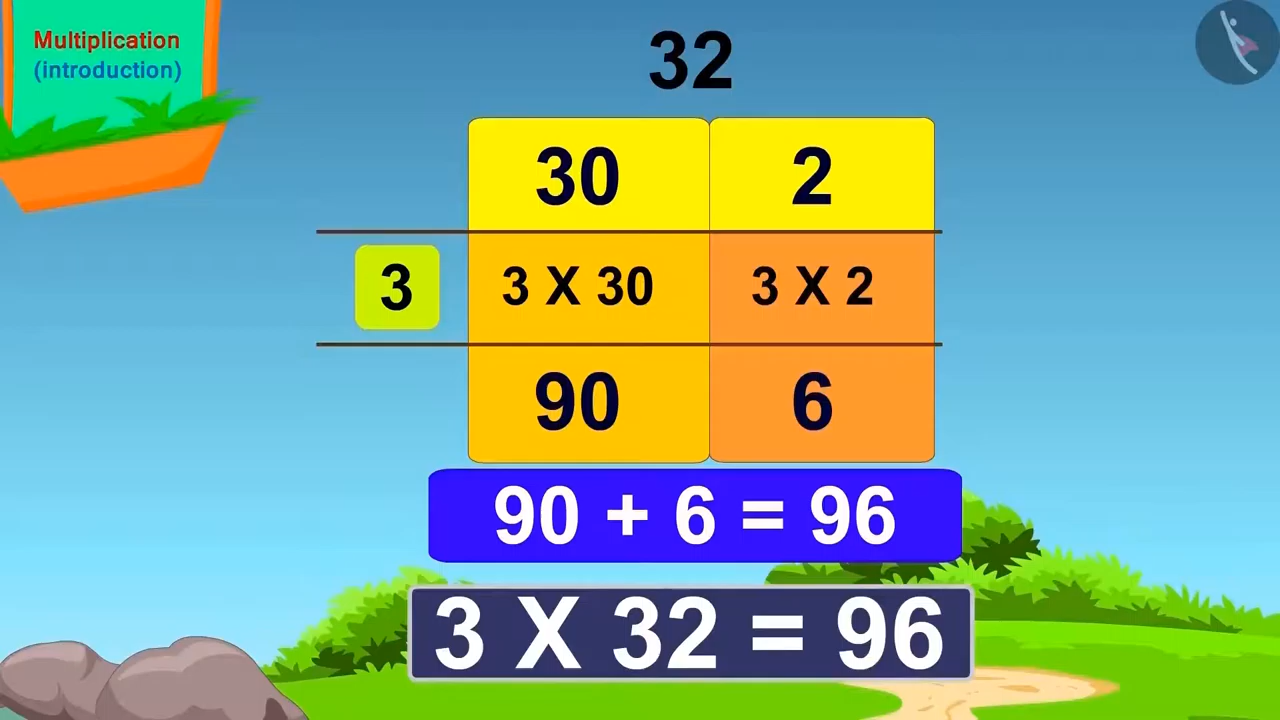 Multiplication
(introduction)
32
30 2
3 3 X 30 3 X 2
90 6
90 + 6 = 96
3 X 32 = 96